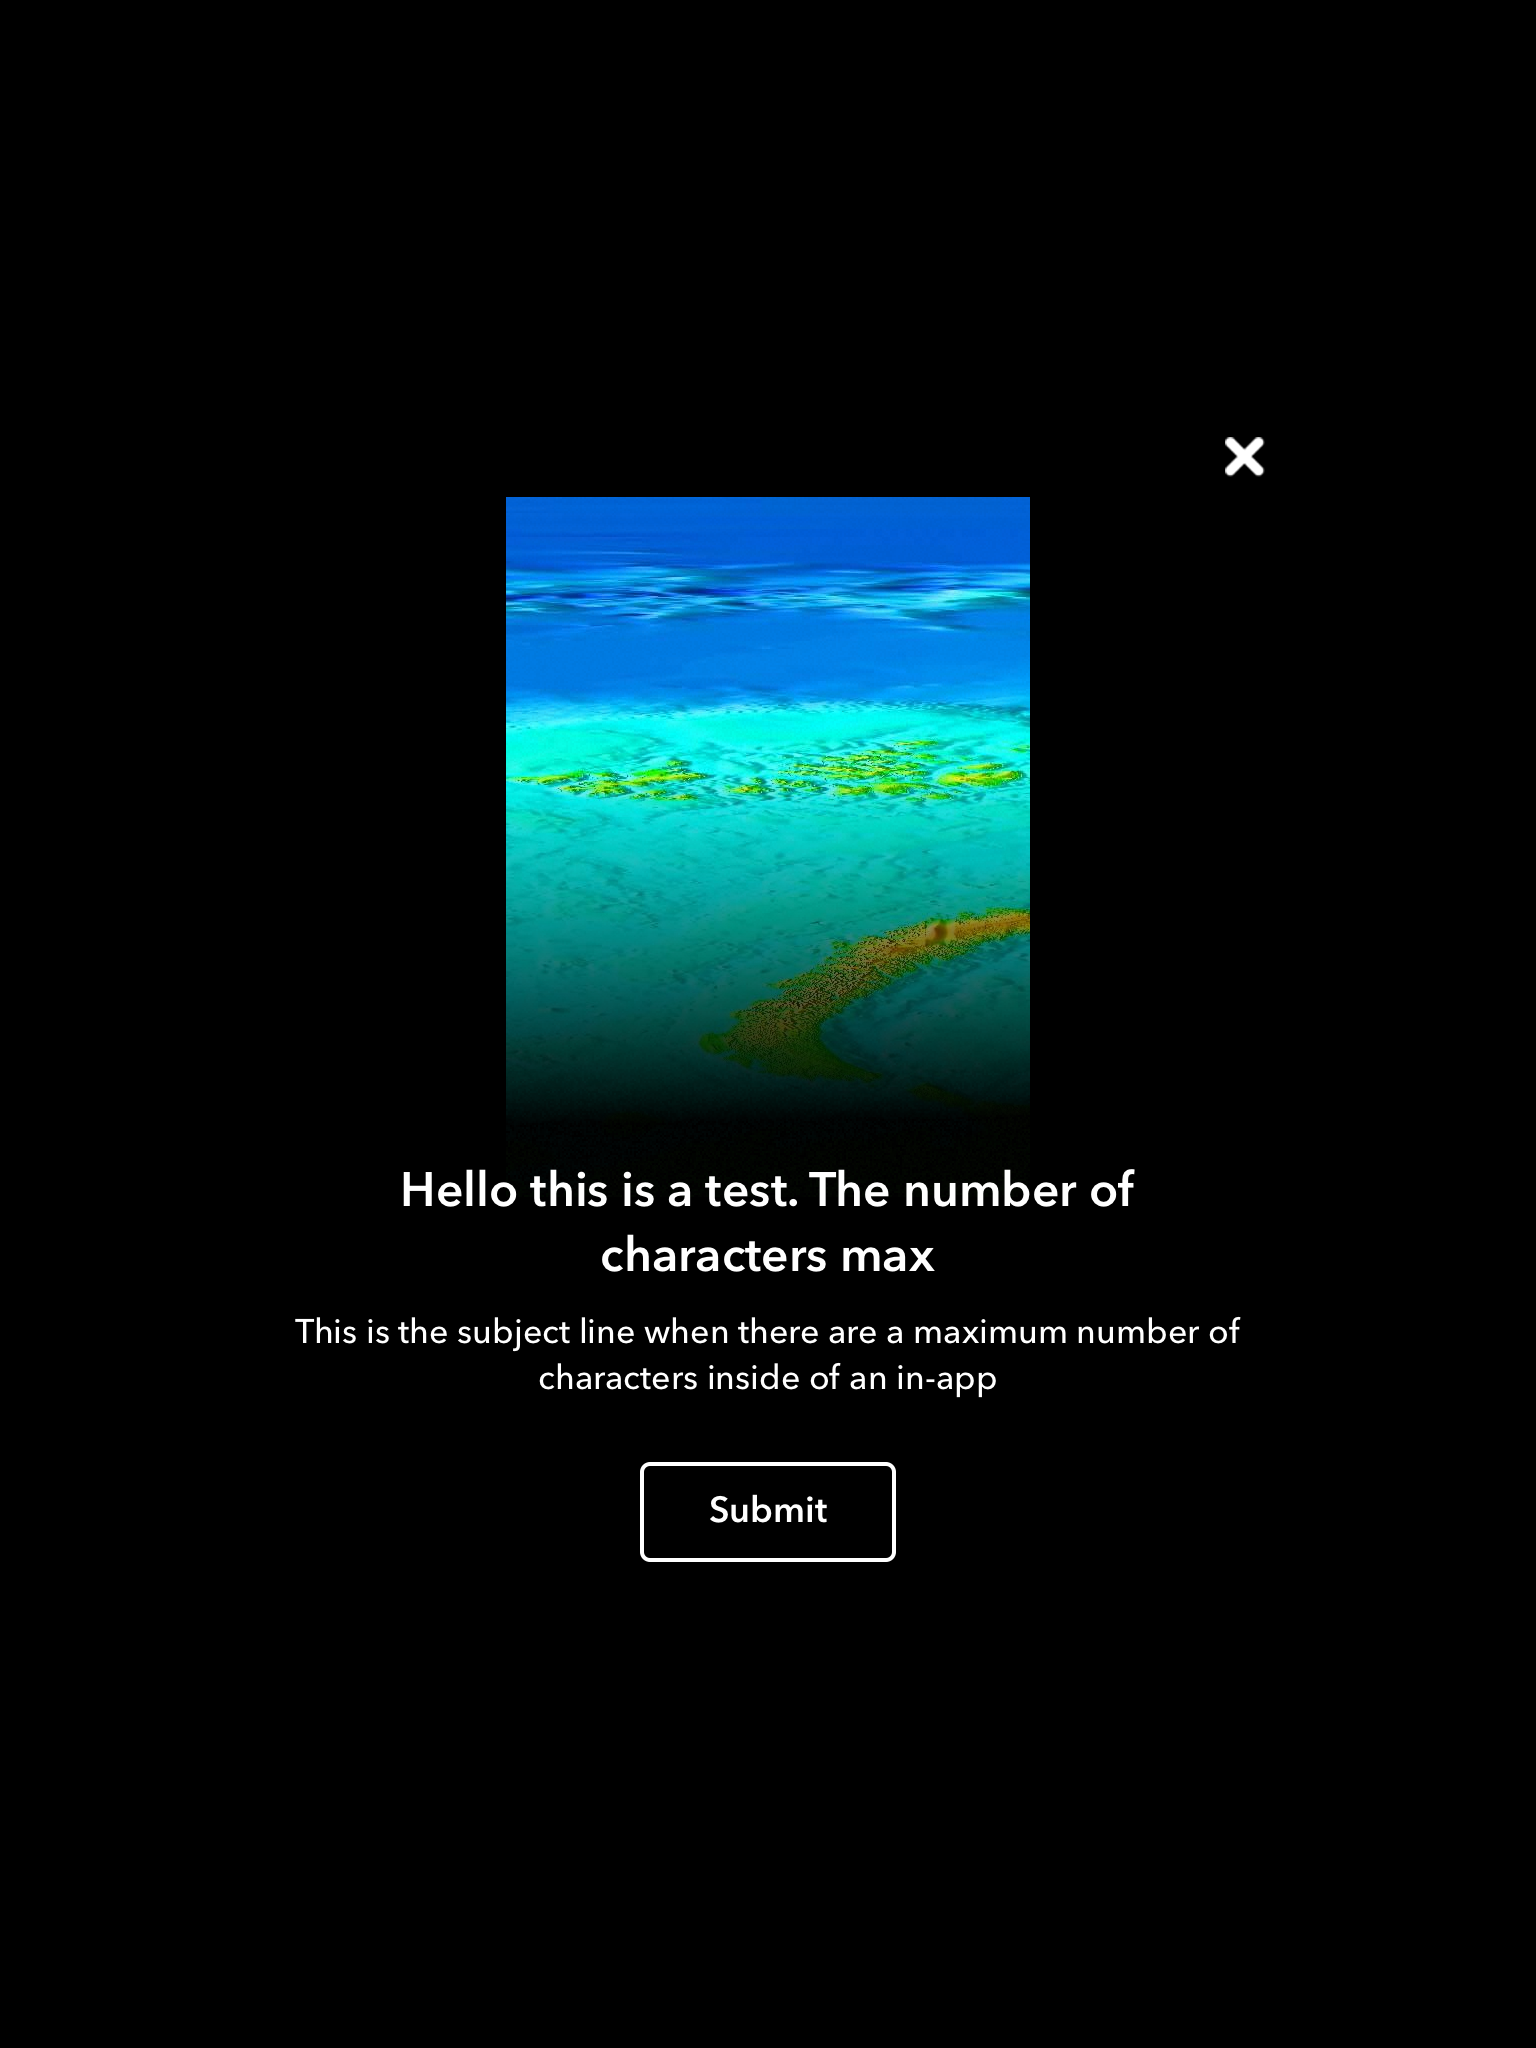 Hello this is a test. The number of
characters max
This is the subject line when there are a maximum number of
characters inside of an in-app
Submit